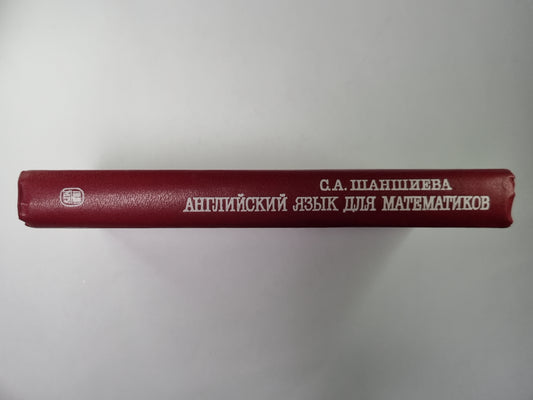 С.А. ШАНШИЕВА
АНГЛИЙСКИЙ ЯЗЫК ДЛЯ МАТЕМАТИКОВ